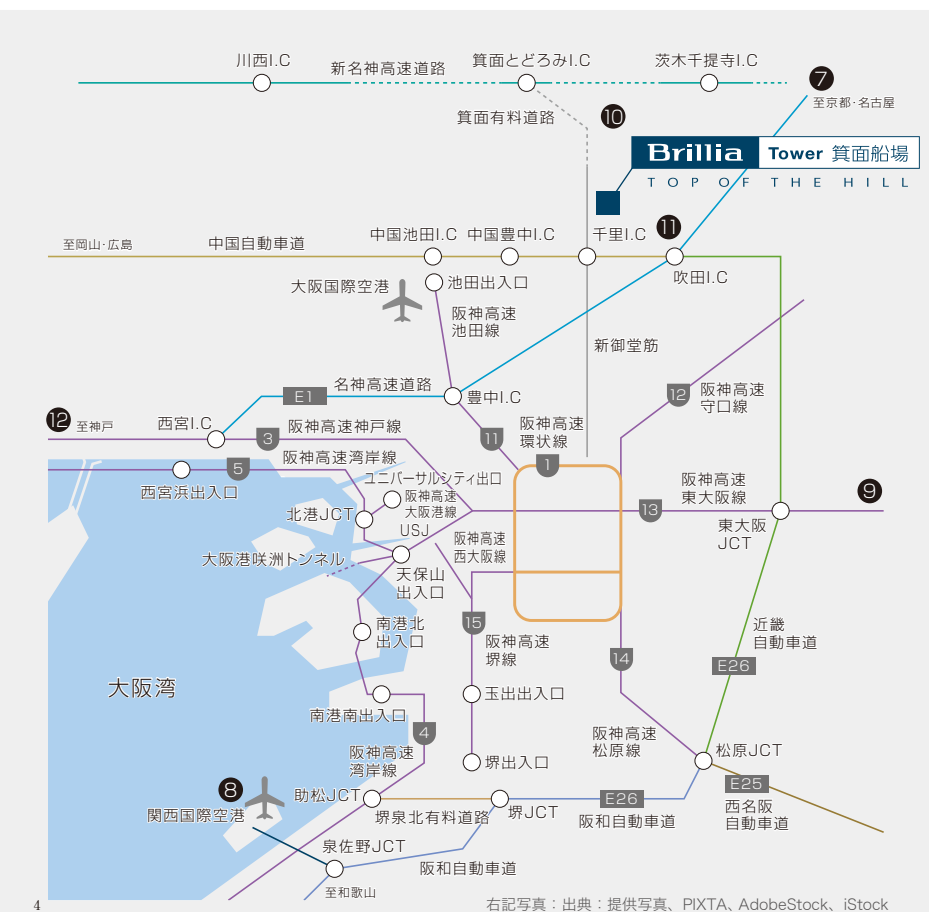 川西I.C
新名神高速道路
箕面とどろみI.C
茨木千提寺I.C
7
至京都・名古屋
箕面有料道路
10
Brillia Tower 箕面船場
TOP OF THE HILL
至岡山・広島
中国自動車道
中国池田I.C
中国豊中I.C
千里I.C
11
吹田I.C
大阪国際空港
池田出入口
阪神高速
池田線
新御堂筋
名神高速道路
E1
豊中I.C
12
阪神高速
守口線
12
至神戸
西宮I.C
3
阪神高速神戸線
11
阪神高速
環状線
1
阪神高速湾岸線
5
西宮浜出入口
ユニバーサルシティ出口
阪神高速
大阪港線
北港JCT
USJ
阪神高速
東大阪線
13
9
東大阪
JCT
大阪港咲洲トンネル
阪神高速
西大阪線
天保山
出入口
南港北
出入口
15
阪神高速
堺線
14
近畿
自動車道
E26
大阪湾
南港南出入口
玉出出入口
4
阪神高速
湾岸線
阪神高速
松原線
松原JCT
堺出入口
8
関西国際空港
助松JCT
堺泉北有料道路
堺JCT
E26
阪和自動車道
E25
西名阪
自動車道
泉佐野JCT
阪和自動車道
至和歌山
4
右記写真：出典：提供写真、PIXTA、AdobeStock、iStock